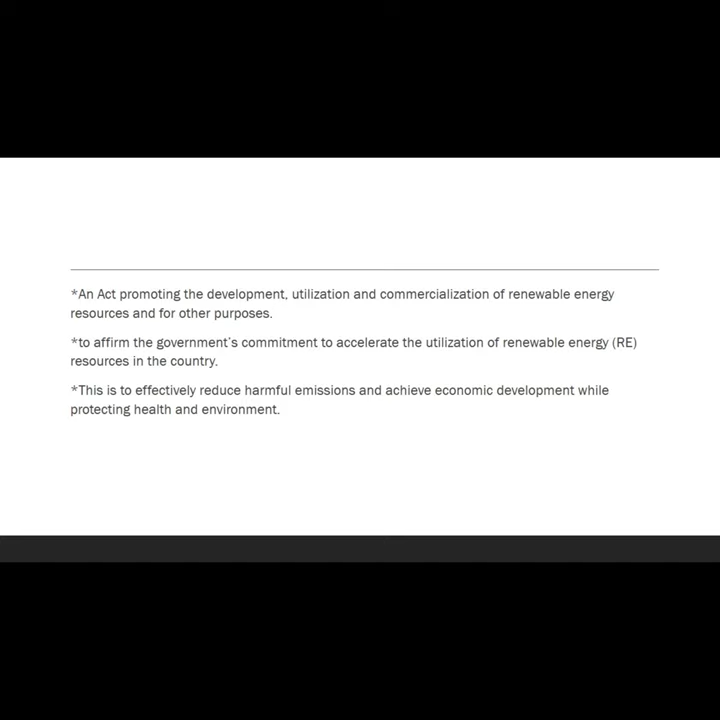 *An Act promoting the development, utilization and commercialization of renewable energy
resources and for other purposes.
*to affirm the government's commitment to accelerate the utilization of renewable energy (RE)
resources in the country.
*This is to effectively reduce harmful emissions and achieve economic development while
protecting health and environment.